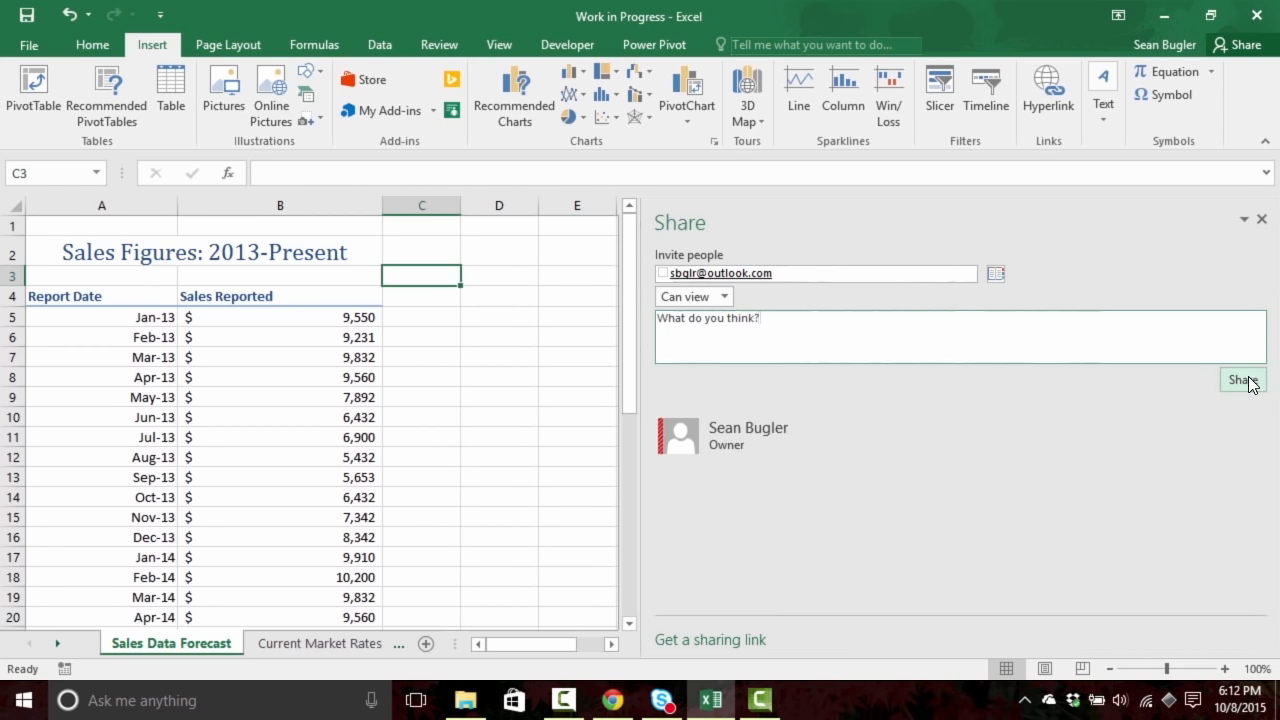 Work in Progress - Excel
File Home Insert Page Layout Formulas Data Review View Developer Power Pivot Tell me what you want to do... Sean Bugler Share
PivotTable
Recommended PivotTables
Table
Pictures
Online Pictures
Store
My Add-ins
Recommended Charts
PivotChart
3D Map
Line
Column
Win/ Loss
Slicer
Timeline
Hyperlink
Text
π Equation
Ω Symbol
Tables Illustrations Add-ins Charts Tours Sparklines Filters Links Symbols
C3 fx
A B C D E
1
2 Sales Figures: 2013-Present
3
4 Report Date Sales Reported
5 Jan-13 $ 9,550
6 Feb-13 $ 9,231
7 Mar-13 $ 9,832
8 Apr-13 $ 9,560
9 May-13 $ 7,892
10 Jun-13 $ 6,432
11 Jul-13 $ 6,900
12 Aug-13 $ 5,432
13 Sep-13 $ 5,653
14 Oct-13 $ 6,432
15 Nov-13 $ 7,342
16 Dec-13 $ 8,342
17 Jan-14 $ 9,910
18 Feb-14 $ 10,200
19 Mar-14 $ 9,832
20 Apr-14 $ 9,560
Share
Invite people
sbglr@outlook.com
Can view
What do you think?
Share
Sean Bugler
Owner
Get a sharing link
Sales Data Forecast Current Market Rates ...
Ready 100%
Ask me anything
6:12 PM
10/8/2015